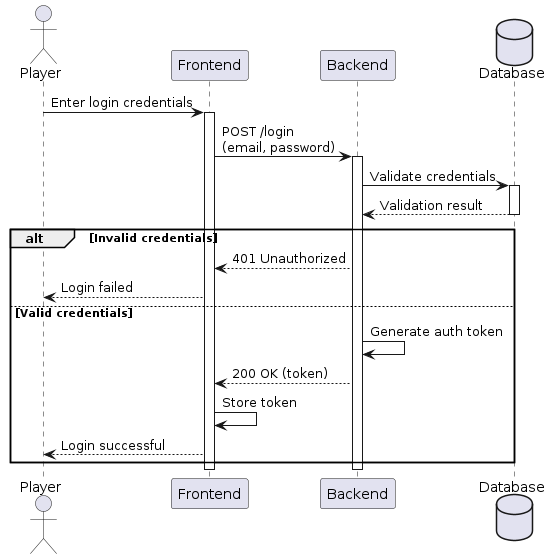 Player
Frontend
Backend
Database
Enter login credentials
POST /login
(email, password)
Validate credentials
Validation result
alt
[Invalid credentials]
401 Unauthorized
Login failed
[Valid credentials]
Generate auth token
200 OK (token)
Store token
Login successful
Player
Frontend
Backend
Database